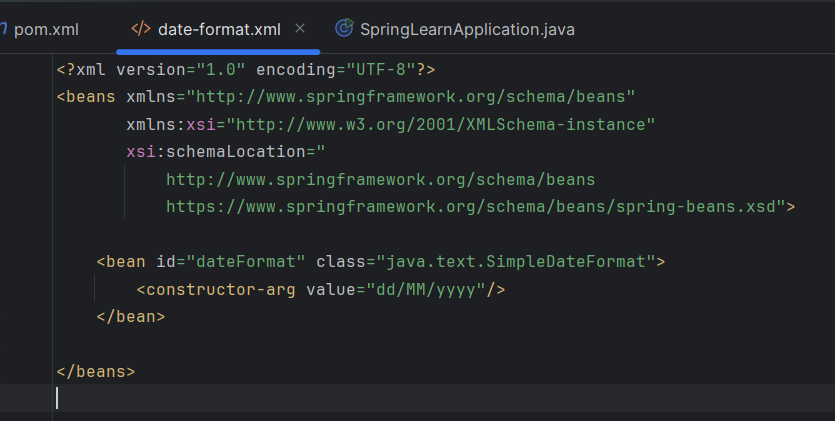 pom.xml </> date-format.xml × SpringLearnApplication.java
<?xml version="1.0" encoding="UTF-8"?>
<beans xmlns="http://www.springframework.org/schema/beans"
xmlns:xsi="http://www.w3.org/2001/XMLSchema-instance"
xsi:schemaLocation="
http://www.springframework.org/schema/beans
https://www.springframework.org/schema/beans/spring-beans.xsd">
<bean id="dateFormat" class="java.text.SimpleDateFormat">
<constructor-arg value="dd/MM/yyyy"/>
</bean>
</beans>